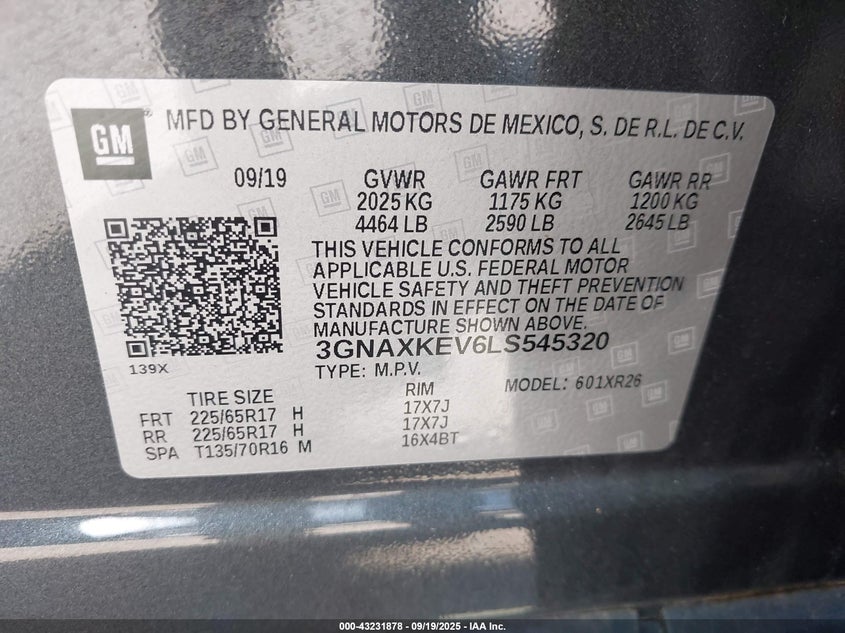 GM
MFD BY GENERAL MOTORS DE MEXICO, S. DE R.L. DE C.V.
09/19
GVWR GAWR FRT GAWR RR
2025 KG 1175 KG 1200 KG
4464 LB 2590 LB 2645 LB
THIS VEHICLE CONFORMS TO ALL
APPLICABLE U.S. FEDERAL MOTOR
VEHICLE SAFETY AND THEFT PREVENTION
STANDARDS IN EFFECT ON THE DATE OF
MANUFACTURE SHOWN ABOVE.
3GNAXKEV6LS545320
139X
TYPE: M.P.V.
MODEL: 601XR26
TIRE SIZE RIM
FRT 225/65R17 H 17X7J
RR 225/65R17 H 17X7J
SPA T135/70R16 M 16X4BT
000-43231878 - 09/19/2025 - IAA Inc.